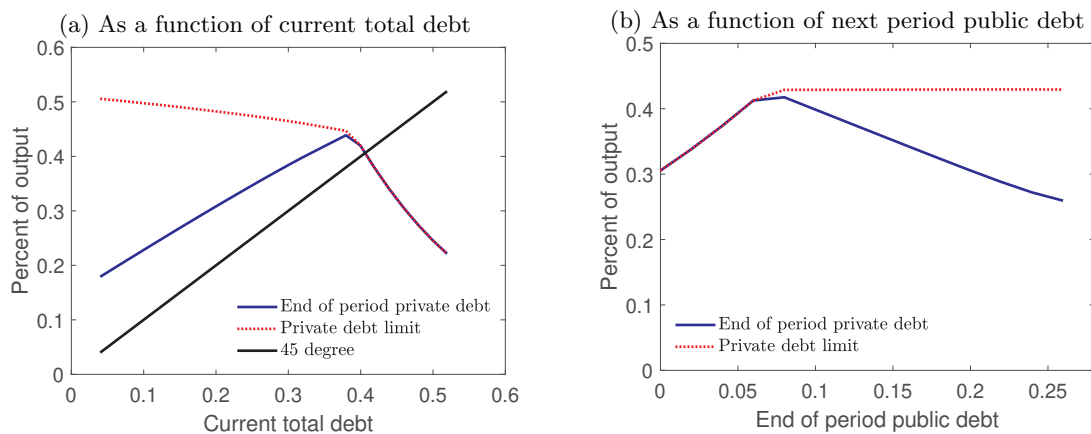 (a) As a function of current total debt
0.6
0.5
0.4
0.3
0.2
0.1
0
Percent of output
End of period private debt
Private debt limit
45 degree
0
0.1
0.2
0.3
0.4
0.5
0.6
Current total debt
(b) As a function of next period public debt
0.5
0.4
0.3
0.2
0.1
0
Percent of output
End of period private debt
Private debt limit
0
0.05
0.1
0.15
0.2
0.25
End of period public debt